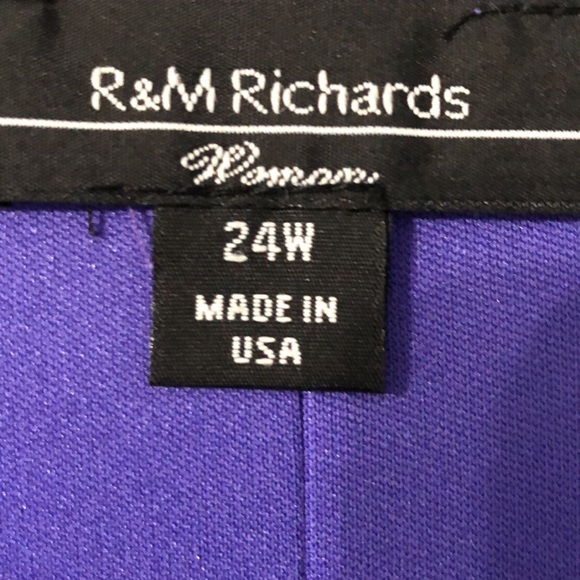 R&M Richards
Woman
24W
MADE IN
USA